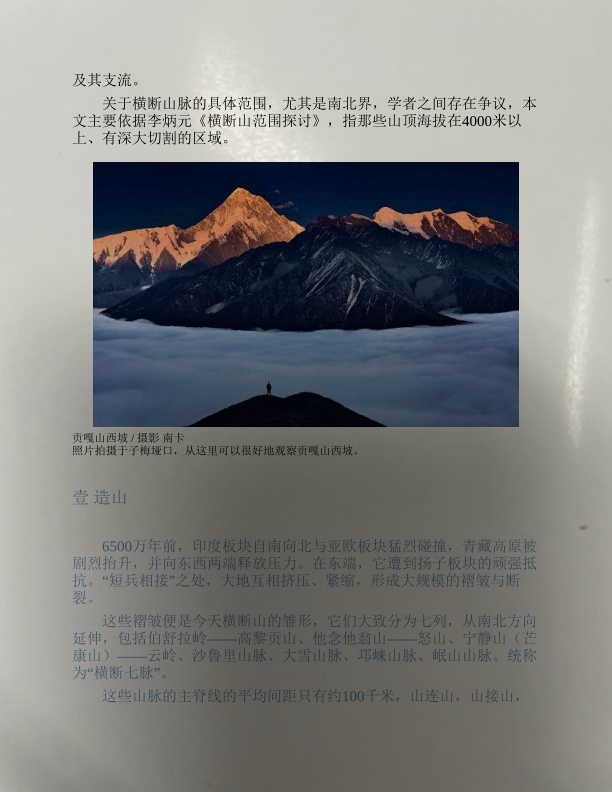 及其支流。
关于横断山脉的具体范围，尤其是南北界，学者之间存在争议，本
文主要依据李炳元《横断山范围探讨》，指那些山顶海拔在4000米以
上、有深大切割的区域。
贡嘎山西坡 / 摄影 南卡
照片拍摄于子梅垭口，从这里可以很好地观察贡嘎山西坡。
壹 造山
6500万年前，印度板块自南向北与亚欧板块猛烈碰撞，青藏高原被
剧烈抬升，并向东西两端释放压力。在东端，它遭到扬子板块的顽强抵
抗。“短兵相接”之处，大地互相挤压、紧缩，形成大规模的褶皱与断
裂。
这些褶皱便是今天横断山的雏形，它们大致分为七列，从南北方向
延伸，包括伯舒拉岭——高黎贡山、他念他翁山——怒山、宁静山（芒
康山）——云岭、沙鲁里山脉、大雪山脉、邛崃山脉、岷山山脉。统称
为“横断七脉”。
这些山脉的主脊线的平均间距只有约100千米，山连山，山接山，